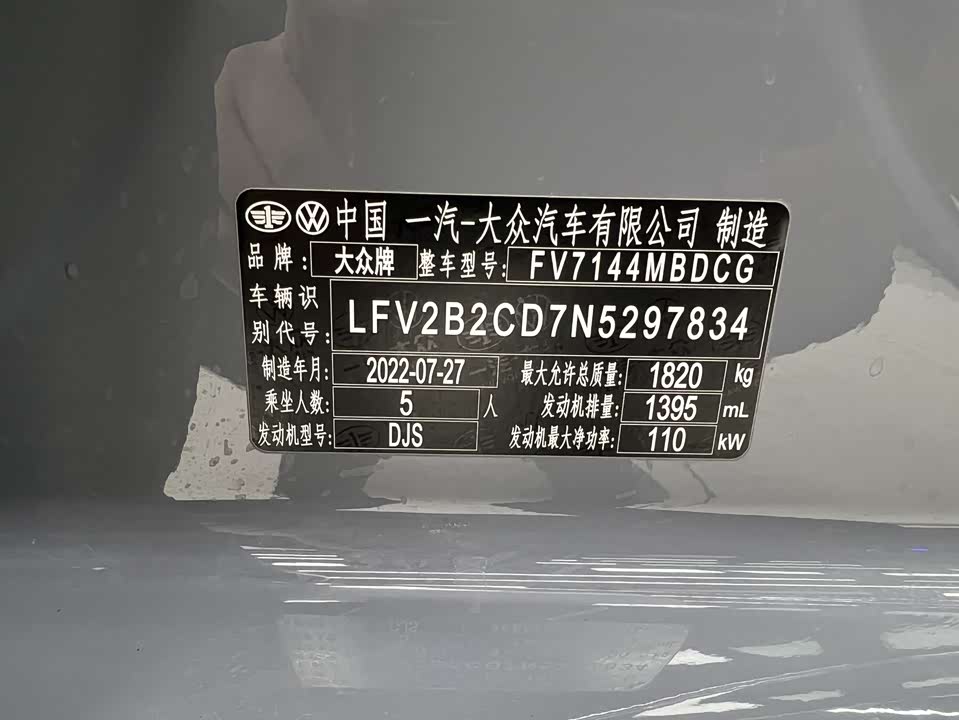 中国 一汽-大众汽车有限公司 制造
品牌: 大众牌 整车型号: FV7144MBDCG
车辆识
别代号: LFV2B2CD7N5297834
制造年月: 2022-07-27 最大允许总质量: 1820 kg
乘坐人数: 5 人 发动机排量: 1395 mL
发动机型号: DJS 发动机最大净功率: 110 kW